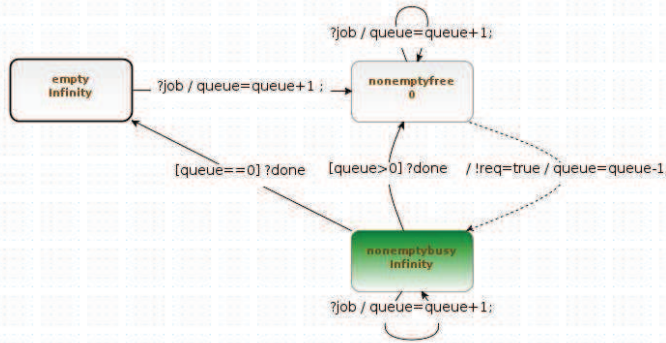 ?job / queue=queue+1;
empty
Infinity
nonemptyfree
0
?job / queue=queue+1 ;
[queue==0] ?done
[queue>0] ?done
/ !req=true / queue=queue-1
nonemptybusy
Infinity
?job / queue=queue+1;